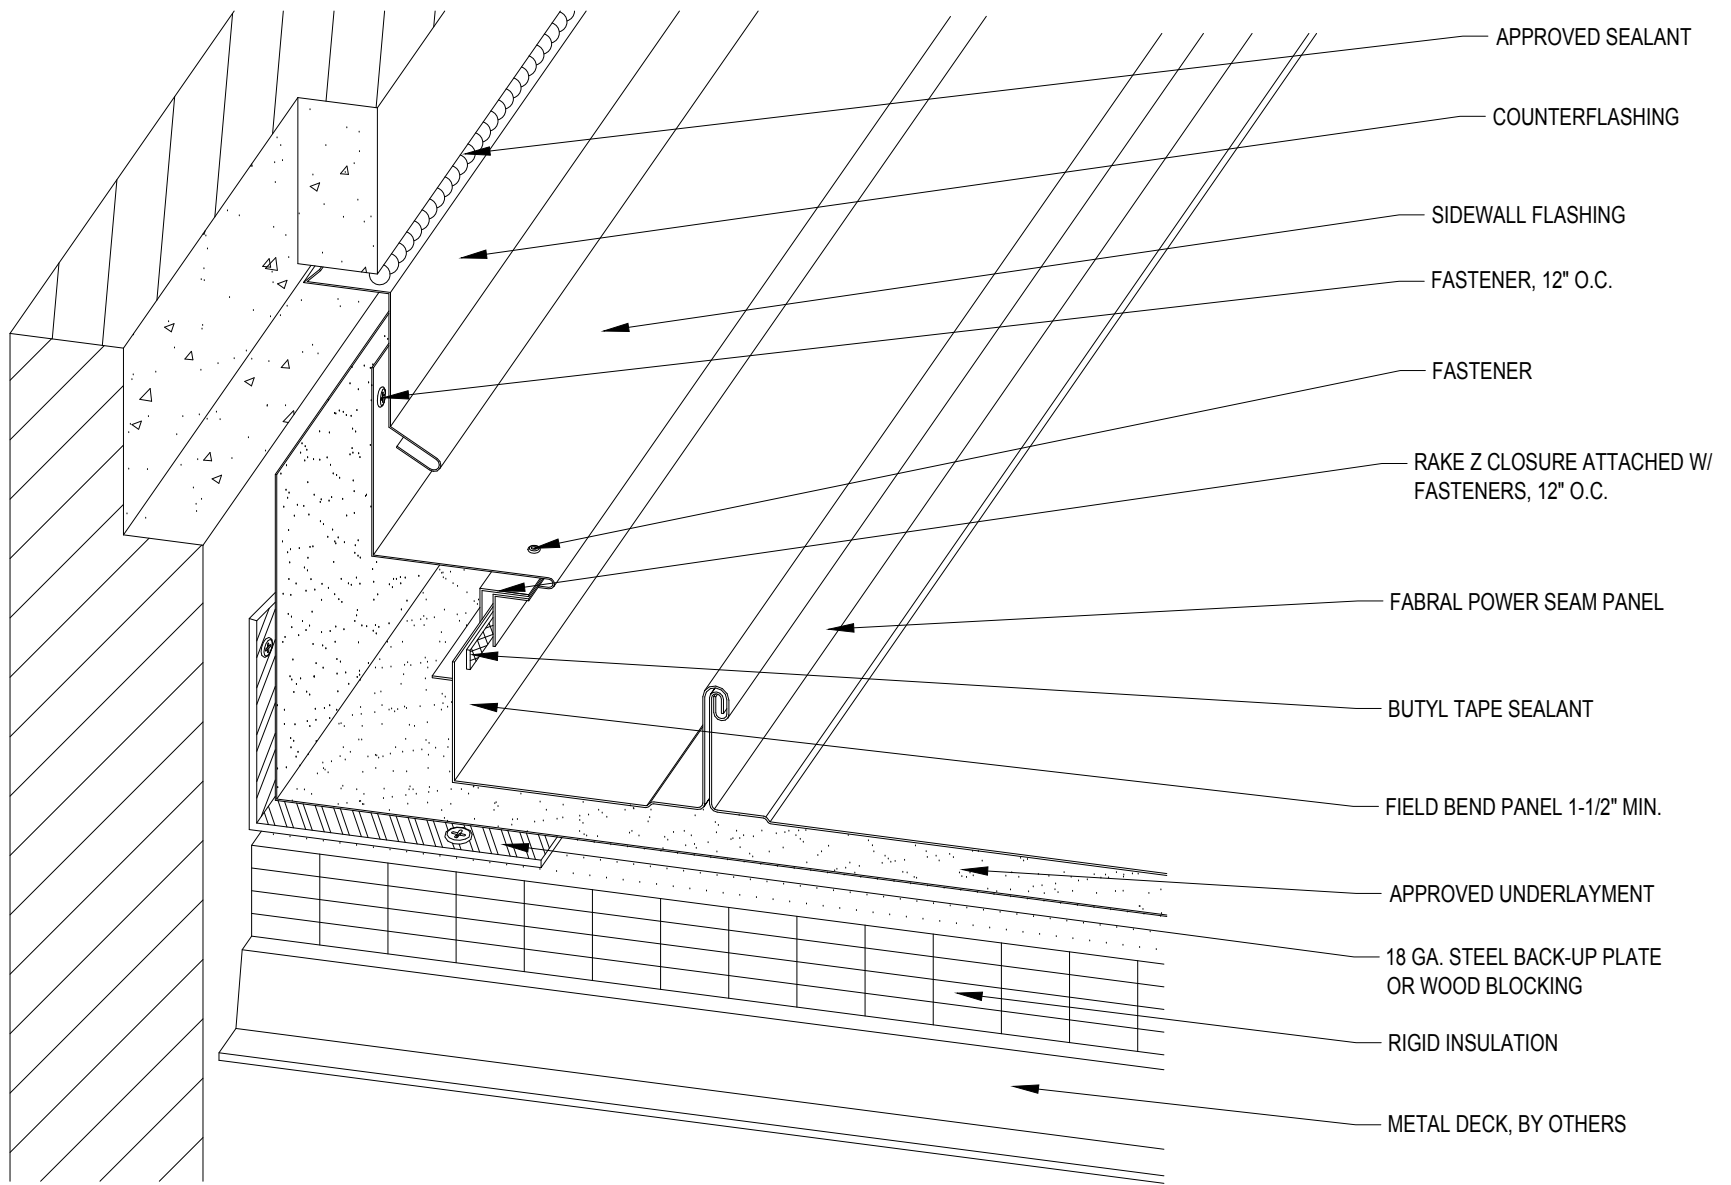 APPROVED SEALANT
COUNTERFLASHING
SIDEWALL FLASHING
FASTENER, 12" O.C.
FASTENER
RAKE Z CLOSURE ATTACHED W/
FASTENERS, 12" O.C.
FABRAL POWER SEAM PANEL
BUTYL TAPE SEALANT
FIELD BEND PANEL 1-1/2" MIN.
APPROVED UNDERLAYMENT
18 GA. STEEL BACK-UP PLATE
OR WOOD BLOCKING
RIGID INSULATION
METAL DECK, BY OTHERS